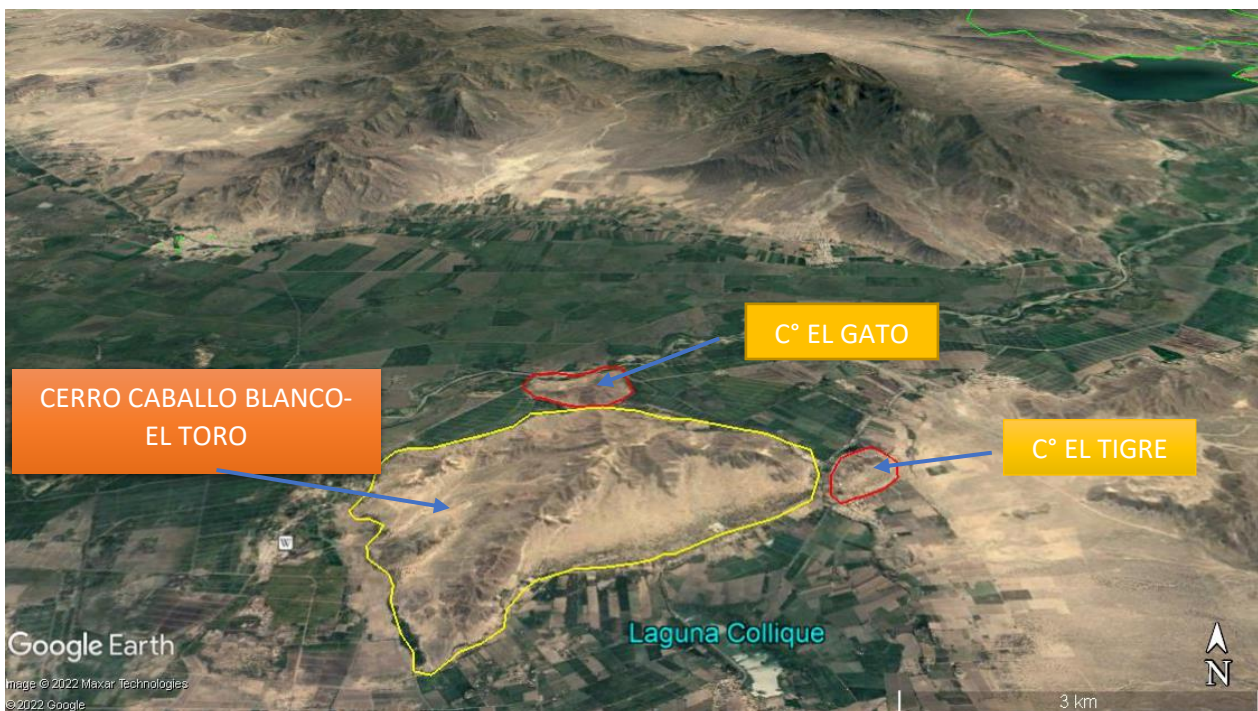 C° EL GATO
CERRO CABALLO BLANCO-
EL TORO
C° EL TIGRE
W
Laguna Collique
Google Earth
N
Image © 2022 Maxar Technologies
© 2022 Google
3 km